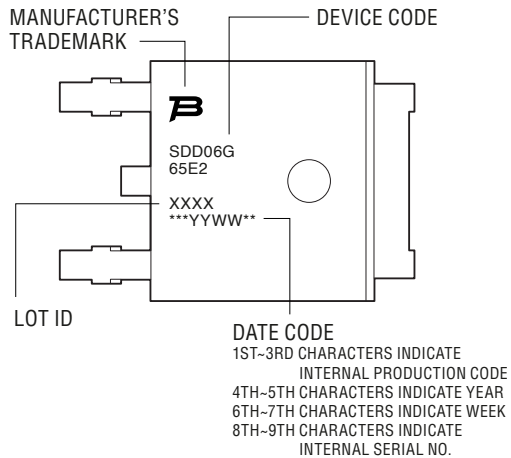 MANUFACTURER'S
TRADEMARK
DEVICE CODE
SDD06G
65E2
XXXX
***YYWW**
LOT ID
DATE CODE
1ST~3RD CHARACTERS INDICATE
INTERNAL PRODUCTION CODE
4TH~5TH CHARACTERS INDICATE YEAR
6TH~7TH CHARACTERS INDICATE WEEK
8TH~9TH CHARACTERS INDICATE
INTERNAL SERIAL NO.